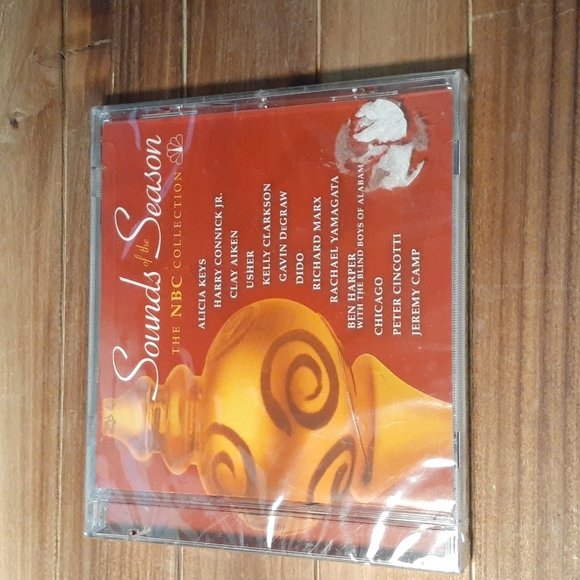 Sounds of the Season
THE NBC COLLECTION
ALICIA KEYS
HARRY CONNICK JR.
CLAY AIKEN
USHER
KELLY CLARKSON
GAVIN DEGRAW
DIDO
RICHARD MARX
RACHAEL YAMAGATA
BEN HARPER
WITH THE BLIND BOYS OF ALABAM
CHICAGO
PETER CINCOTTI
JEREMY CAMP